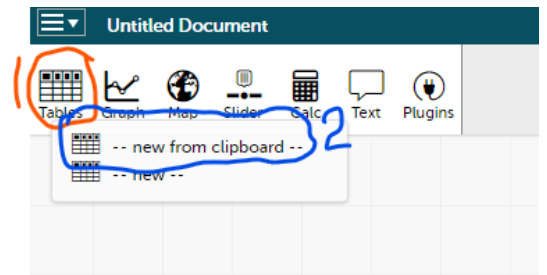 Untitled Document
1
Tables Graph Map Slider Calc Text Plugins
-- new from clipboard --
2
-- new --